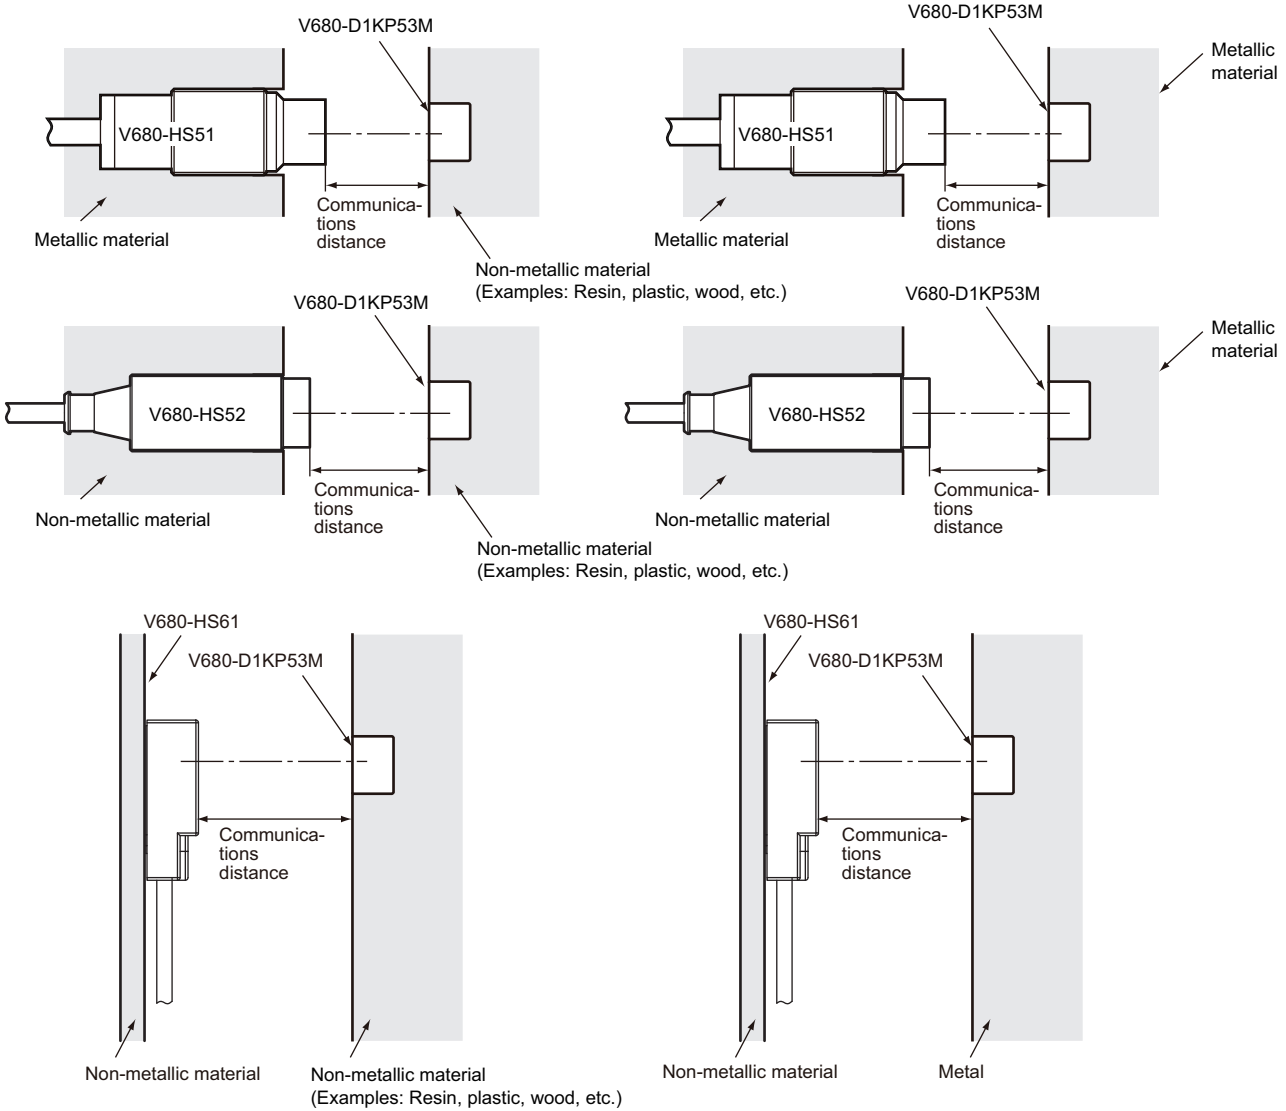 V680-D1KP53M
V680-HS51
Communica-
tions
distance
Metallic material
Non-metallic material
(Examples: Resin, plastic, wood, etc.)
V680-D1KP53M
Metallic
material
V680-HS51
Communica-
tions
distance
Metallic material
V680-D1KP53M
V680-HS52
Communica-
tions
distance
Non-metallic material
Non-metallic material
(Examples: Resin, plastic, wood, etc.)
V680-D1KP53M
Metallic
material
V680-HS52
Communica-
tions
distance
Non-metallic material
V680-HS61
V680-D1KP53M
Communica-
tions
distance
Non-metallic material
Non-metallic material
(Examples: Resin, plastic, wood, etc.)
V680-HS61
V680-D1KP53M
Communica-
tions
distance
Non-metallic material
Metal